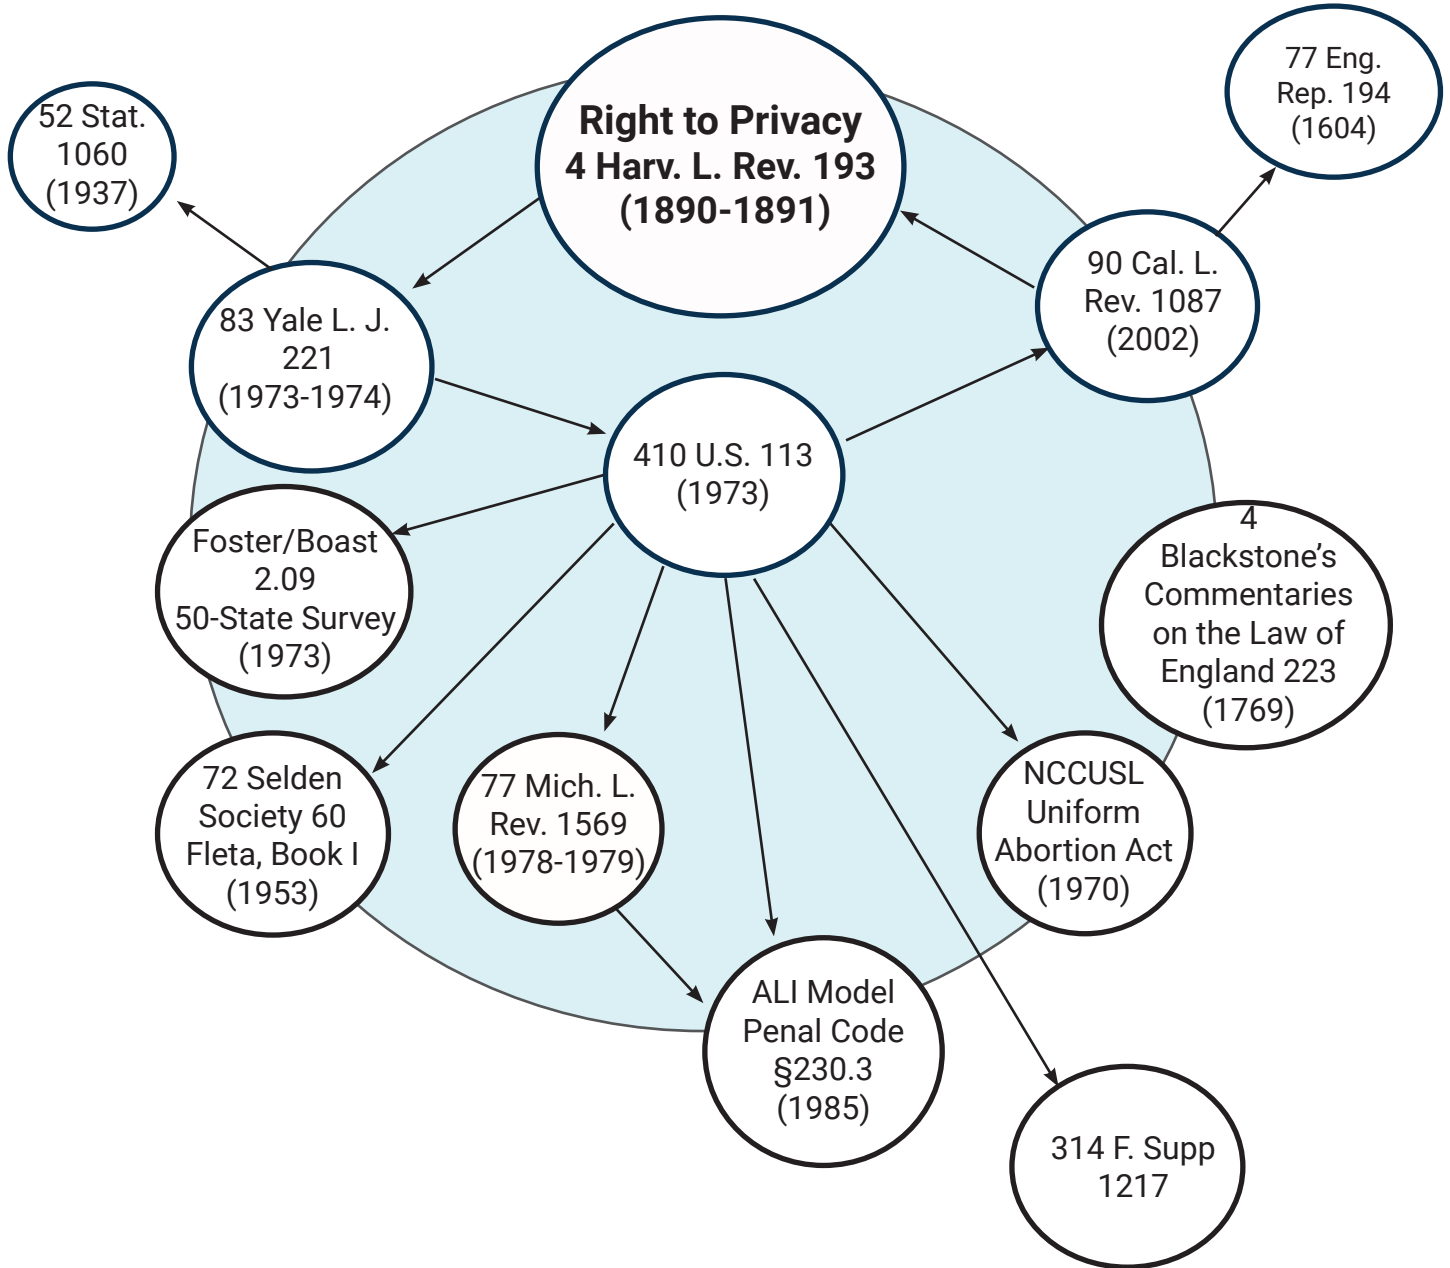 Right to Privacy
4 Harv. L. Rev. 193
(1890-1891)
77 Eng.
Rep. 194
(1604)
52 Stat.
1060
(1937)
90 Cal. L.
Rev. 1087
(2002)
83 Yale L. J.
221
(1973-1974)
410 U.S. 113
(1973)
Foster/Boast
2.09
50-State Survey
(1973)
4
Blackstone’s
Commentaries
on the Law of
England 223
(1769)
72 Selden
Society 60
Fleta, Book I
(1953)
77 Mich. L.
Rev. 1569
(1978-1979)
NCCUSL
Uniform
Abortion Act
(1970)
ALI Model
Penal Code
§230.3
(1985)
314 F. Supp
1217